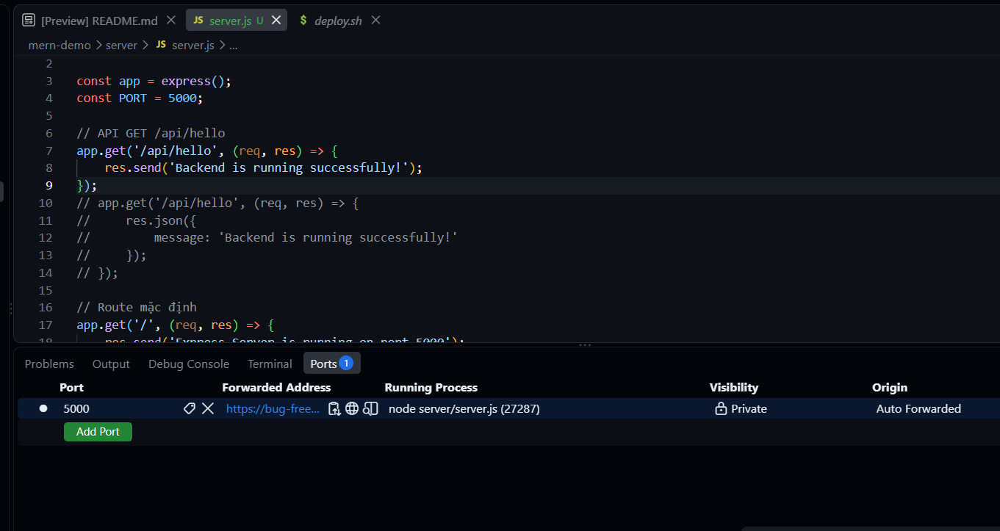 [Preview] README.md JS server.js U $ deploy.sh
mern-demo > server > JS server.js > ...
2
3 const app = express();
4 const PORT = 5000;
5
6 // API GET /api/hello
7 app.get('/api/hello', (req, res) => {
8 res.send('Backend is running successfully!');
9 });
10 // app.get('/api/hello', (req, res) => {
11 // res.json({
12 // message: 'Backend is running successfully!'
13 // });
14 // });
15
16 // Route mặc định
17 app.get('/', (req, res) => {
18 res.send('Express Server is running on port 5000');
Problems Output Debug Console Terminal Ports 1
Port Forwarded Address Running Process Visibility Origin
5000 https://bug-free... node server/server.js (27287) Private Auto Forwarded
Add Port